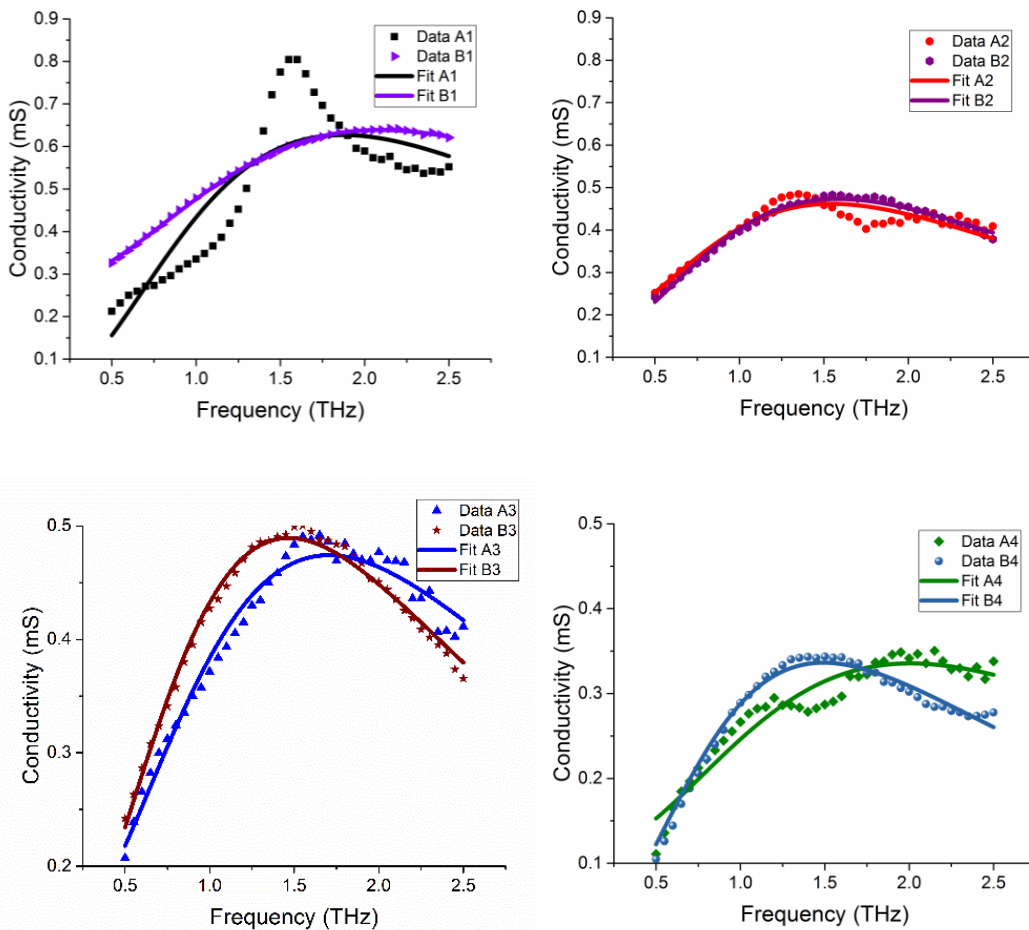 0.9
0.8
0.7
0.6
0.5
0.4
0.3
0.2
0.1
Conductivity (mS)
Data A1
Data B1
Fit A1
Fit B1
0.5 1.0 1.5 2.0 2.5
Frequency (THz)
0.9
0.8
0.7
0.6
0.5
0.4
0.3
0.2
0.1
Conductivity (mS)
Data A2
Data B2
Fit A2
Fit B2
0.5 1.0 1.5 2.0 2.5
Frequency (THz)
0.5
0.4
0.3
0.2
Conductivity (mS)
Data A3
Data B3
Fit A3
Fit B3
0.5 1.0 1.5 2.0 2.5
Frequency (THz)
0.5
0.4
0.3
0.2
0.1
Conductivity (mS)
Data A4
Data B4
Fit A4
Fit B4
0.5 1.0 1.5 2.0 2.5
Frequency (THz)